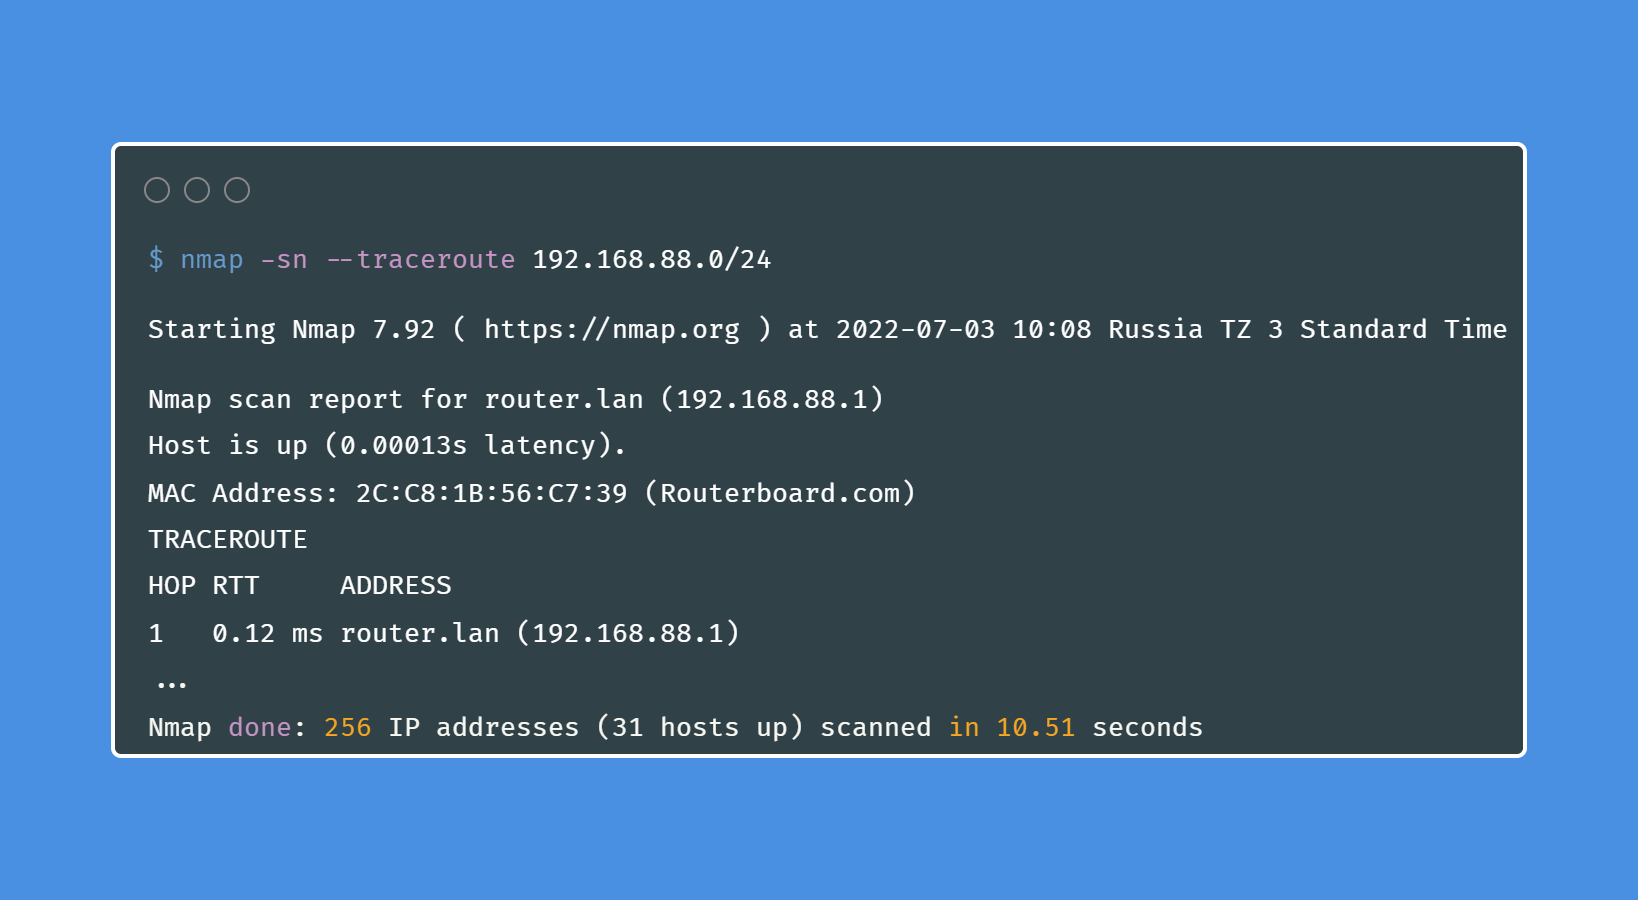 $ nmap -sn --traceroute 192.168.88.0/24
Starting Nmap 7.92 ( https://nmap.org ) at 2022-07-03 10:08 Russia TZ 3 Standard Time
Nmap scan report for router.lan (192.168.88.1)
Host is up (0.00013s latency).
MAC Address: 2C:C8:1B:56:C7:39 (Routerboard.com)
TRACEROUTE
HOP RTT     ADDRESS
1   0.12 ms router.lan (192.168.88.1)
...
Nmap done: 256 IP addresses (31 hosts up) scanned in 10.51 seconds